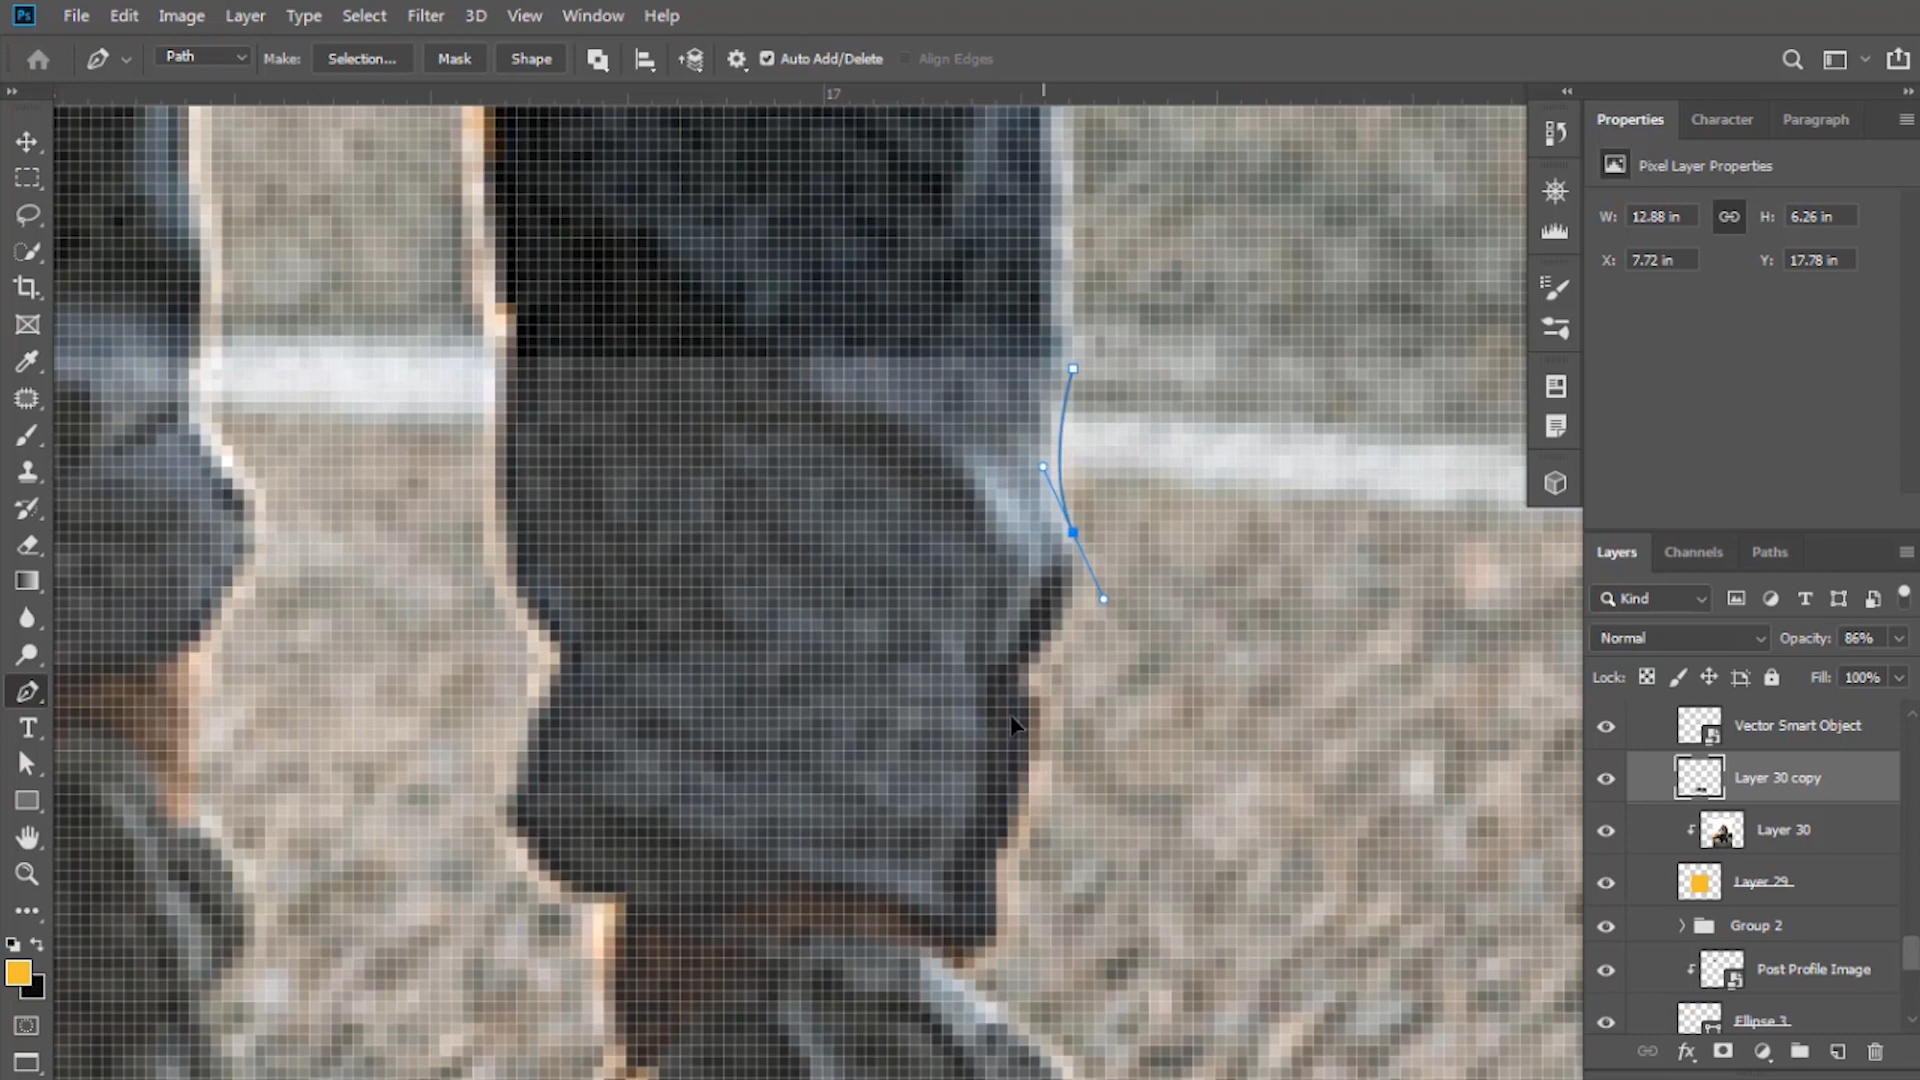 Ps File Edit Image Layer Type Select Filter 3D View Window Help
Path Make: Selection... Mask Shape Auto Add/Delete Align Edges
17
Properties Character Paragraph
Pixel Layer Properties
W: 12.88 in H: 6.26 in
X: 7.72 in Y: 17.78 in
Layers Channels Paths
Kind
Normal Opacity: 86%
Lock: Fill: 100%
Vector Smart Object
Layer 30 copy
Layer 30
Layer 29
Group 2
Post Profile Image
Ellipse 3